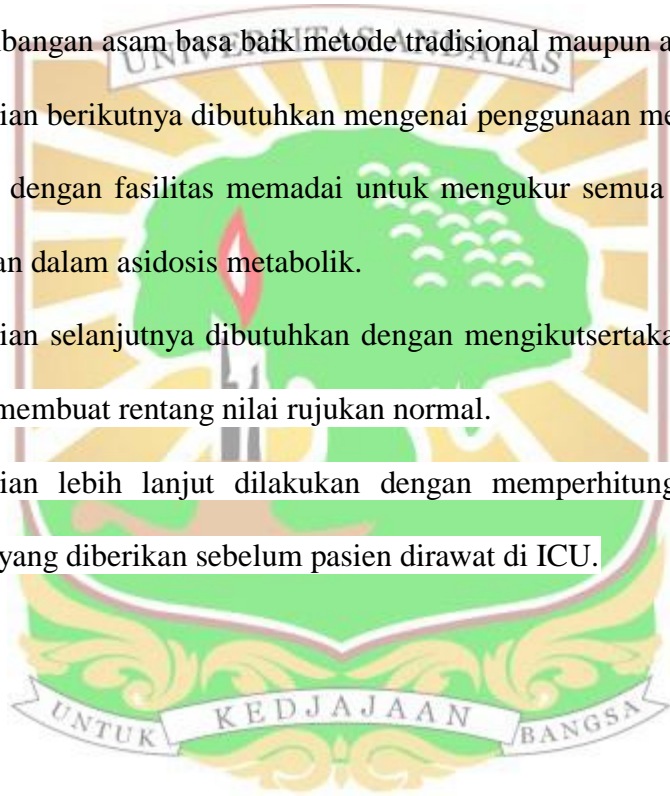 bangan asam basa baik metode tradisional maupun a
UNIVERSITAS ANDALAS
ian berikutnya dibutuhkan mengenai penggunaan me
dengan fasilitas memadai untuk mengukur semua
an dalam asidosis metabolik.
ian selanjutnya dibutuhkan dengan mengikutsertaka
membuat rentang nilai rujukan normal.
ian lebih lanjut dilakukan dengan memperhitung
yang diberikan sebelum pasien dirawat di ICU.
UNTUK KEDJAJAAN BANGSA